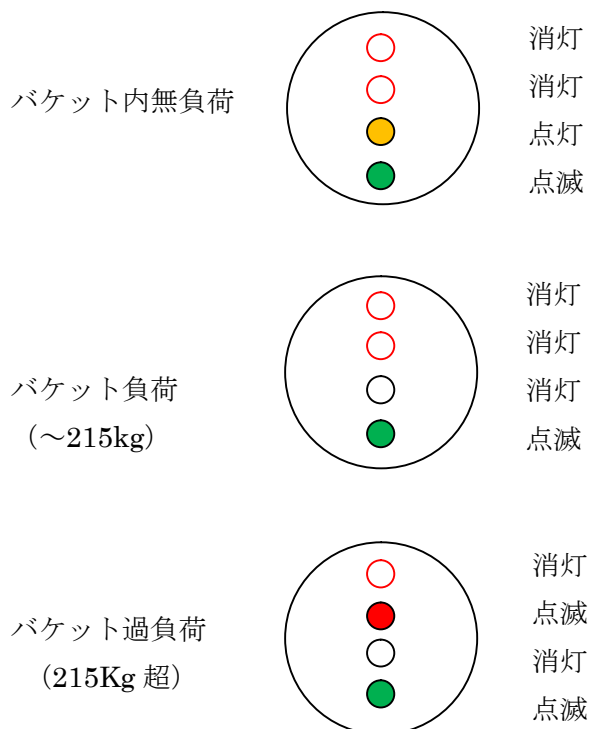 バケット内無負荷
消灯
消灯
点灯
点滅
バケット負荷
（～215kg）
消灯
消灯
消灯
点滅
バケット過負荷
（215Kg 超）
消灯
点滅
消灯
点滅